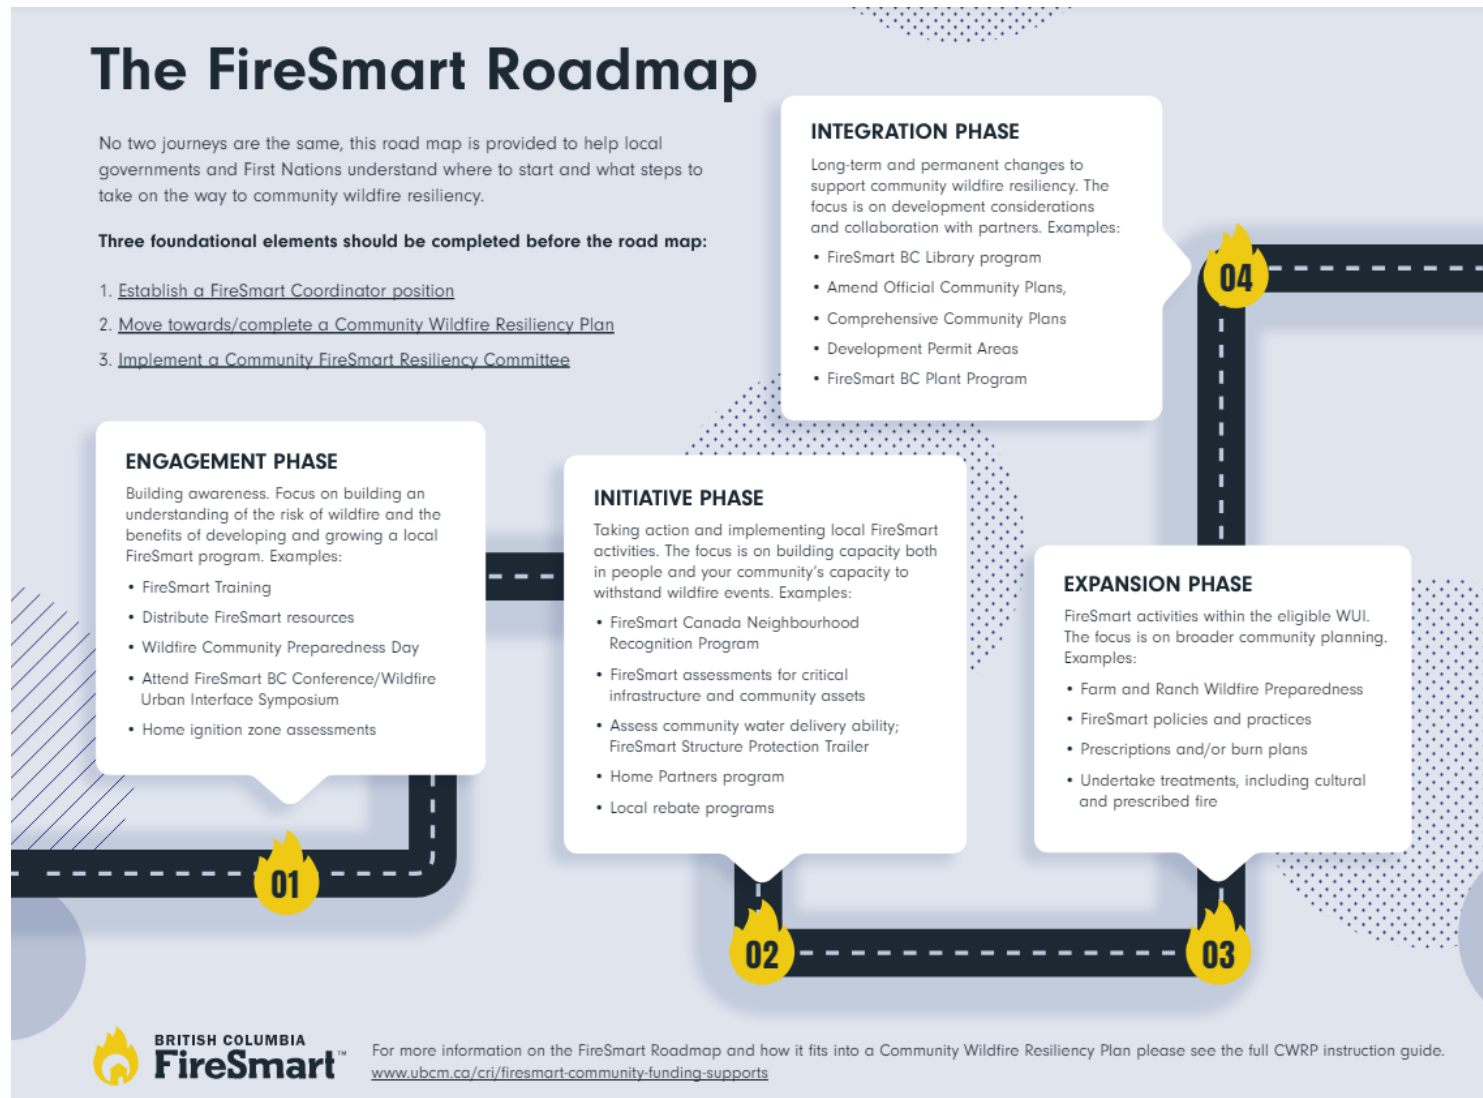 The FireSmart Roadmap
No two journeys are the same, this road map is provided to help local
governments and First Nations understand where to start and what steps to
take on the way to community wildfire resiliency.
Three foundational elements should be completed before the road map:
1. Establish a FireSmart Coordinator position
2. Move towards/complete a Community Wildfire Resiliency Plan
3. Implement a Community FireSmart Resiliency Committee
ENGAGEMENT PHASE
Building awareness. Focus on building an
understanding of the risk of wildfire and the
benefits of developing and growing a local
FireSmart program. Examples:
• FireSmart Training
• Distribute FireSmart resources
• Wildfire Community Preparedness Day
• Attend FireSmart BC Conference/Wildfire
Urban Interface Symposium
• Home ignition zone assessments
01
INITIATIVE PHASE
Taking action and implementing local FireSmart
activities. The focus is on building capacity both
in people and your community's capacity to
withstand wildfire events. Examples:
• FireSmart Canada Neighbourhood
Recognition Program
• FireSmart assessments for critical
infrastructure and community assets
• Assess community water delivery ability;
FireSmart Structure Protection Trailer
• Home Partners program
• Local rebate programs
02
EXPANSION PHASE
FireSmart activities within the eligible WUI.
The focus is on broader community planning.
Examples:
• Farm and Ranch Wildfire Preparedness
• FireSmart policies and practices
• Prescriptions and/or burn plans
• Undertake treatments, including cultural
and prescribed fire
03
INTEGRATION PHASE
Long-term and permanent changes to
support community wildfire resiliency. The
focus is on development considerations
and collaboration with partners. Examples:
• FireSmart BC Library program
• Amend Official Community Plans,
• Comprehensive Community Plans
• Development Permit Areas
• FireSmart BC Plant Program
04
BRITISH COLUMBIA
FireSmart™
For more information on the FireSmart Roadmap and how it fits into a Community Wildfire Resiliency Plan please see the full CWRP instruction guide.
www.ubcm.ca/cri/firesmart-community-funding-supports